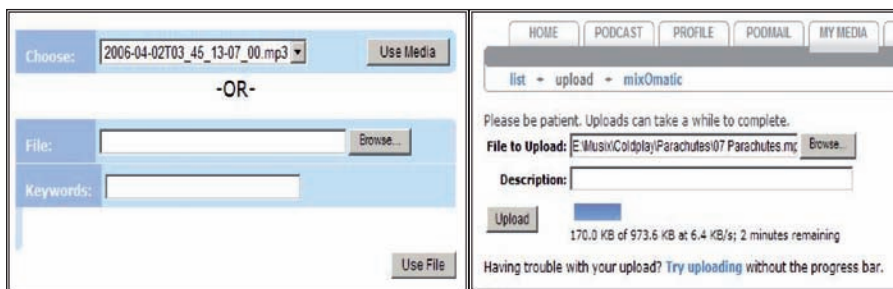 Choose: 2006-04-02T03_45_13-07_00.mp3 Use Media
-OR-
File: Browse...
Keywords:
Use File
HOME PODCAST PROFILE PODMAIL MY MEDIA
list upload mixOmatic
Please be patient. Uploads can take a while to complete.
File to Upload: E:\Musix\Coldplay\Parachutes\07 Parachutes.mp Browse...
Description:
Upload
170.0 KB of 973.6 KB at 6.4 KB/s; 2 minutes remaining
Having trouble with your upload? Try uploading without the progress bar.